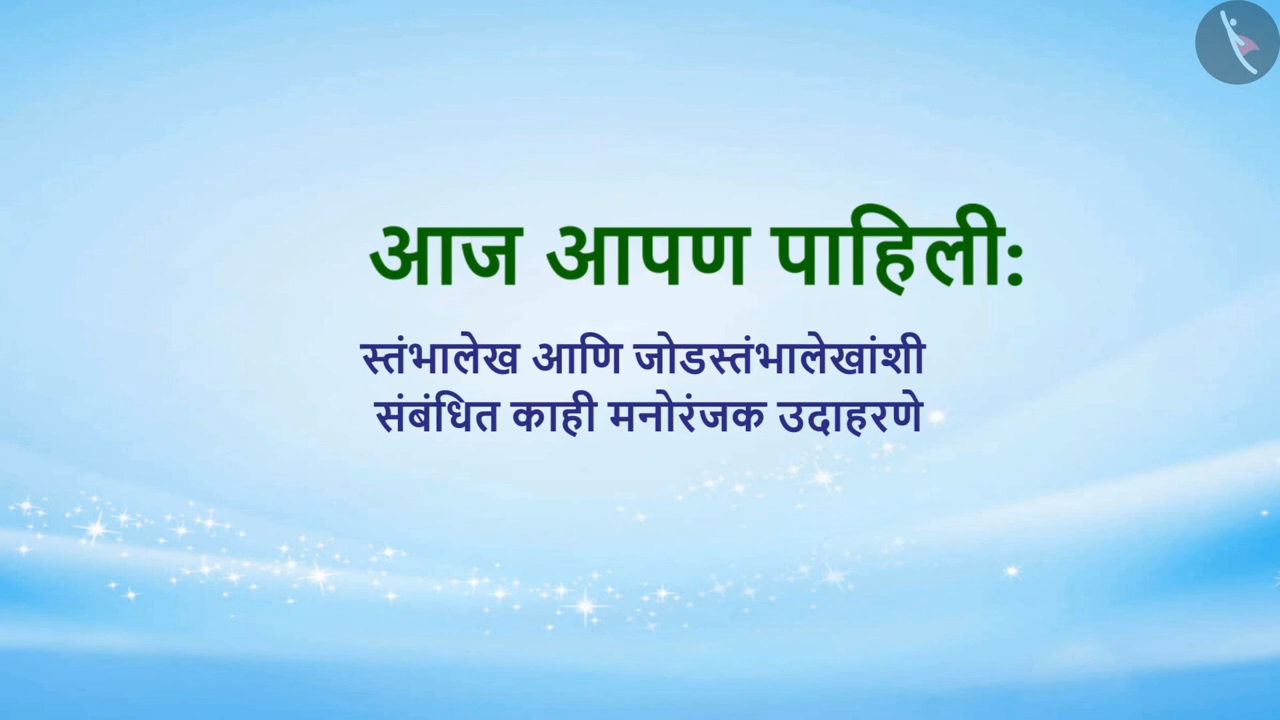 आज आपण पाहिली:
स्तंभालेख आणि जोडस्तंभालेखांशी
संबंधित काही मनोरंजक उदाहरणे